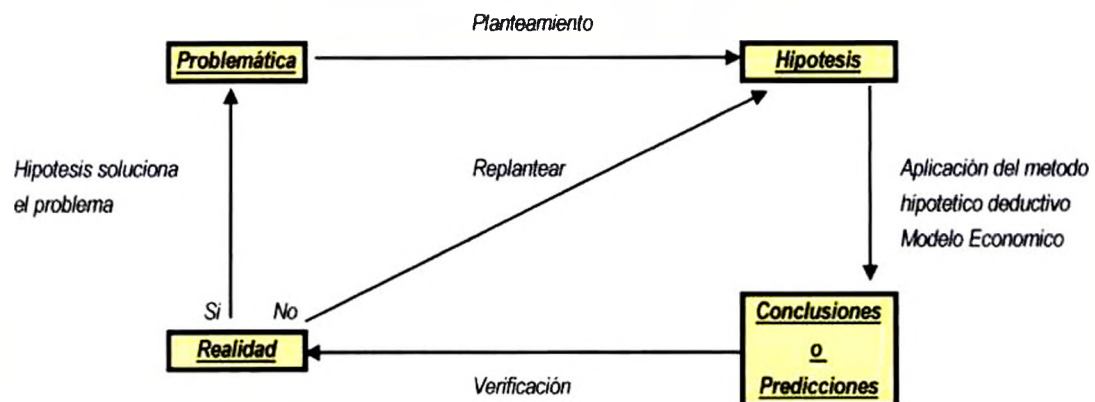 Planteamiento
Problemática
Hipotesis
Hipotesis soluciona
el problema
Replantear
Aplicación del metodo
hipotetico deductivo
Modelo Economico
Si
No
Realidad
Conclusiones
o
Predicciones
Verificación